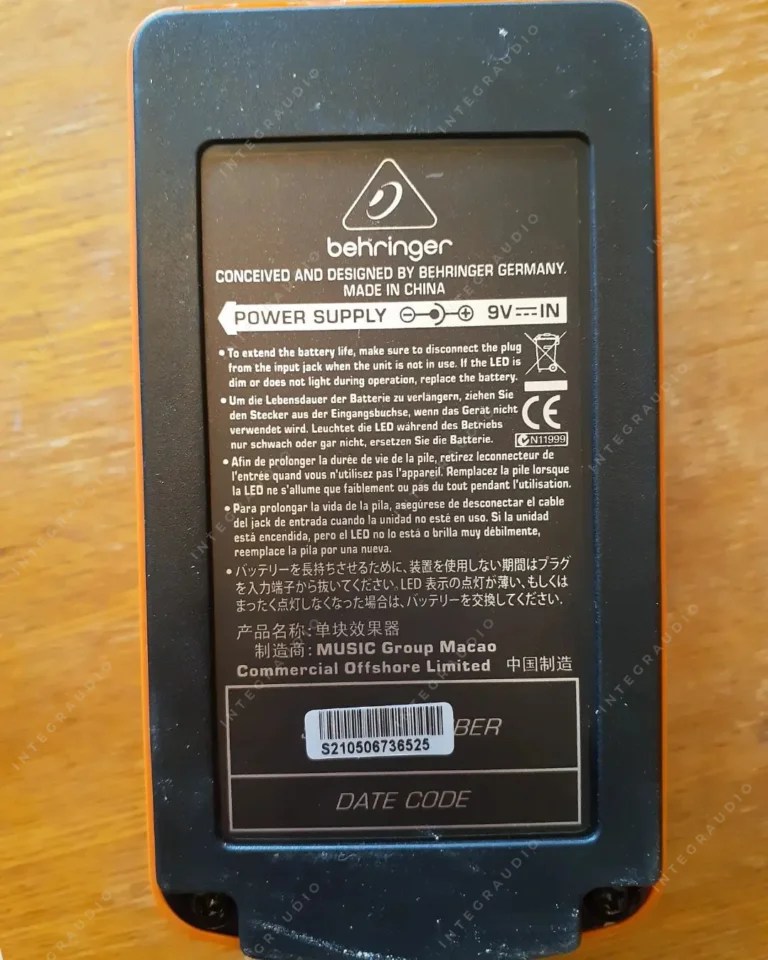 behringer
CONCEIVED AND DESIGNED BY BEHRINGER GERMANY.
MADE IN CHINA
POWER SUPPLY 9V IN
• To extend the battery life, make sure to disconnect the plug
from the input jack when the unit is not in use. If the LED is
dim or does not light during operation, replace the battery.
• Um die Lebensdauer der Batterie zu verlängern, ziehen Sie
den Stecker aus der Eingangsbuchse, wenn das Gerät nicht
verwendet wird. Leuchtet die LED während des Betriebs
nur schwach oder gar nicht, ersetzen Sie die Batterie.
CE
N11999
• Afin de prolonger la durée de vie de la pile, retirez leconnecteur de
l'entrée quand vous n'utilisez pas l'appareil. Remplacez la pile lorsque
la LED ne s'allume que faiblement ou pas du tout pendant l'utilisation.
• Para prolongar la vida de la pila, asegúrese de desconectar el cable
del jack de entrada cuando la unidad no esté en uso. Si la unidad
está encendida, pero el LED no lo está o brilla muy débilmente,
reemplace la pila por una nueva.
• バッテリーを長持ちさせるために、装置を使用しない期間はプラグ
を入力端子から抜いてください。LED 表示の点灯が薄い、もしくは
まったく点灯しなくなった場合は、バッテリーを交換してください.
产品名称: 单块效果器
制造商: MUSIC Group Macao
Commercial Offshore Limited 中国制造
S210506736525
DATE CODE
INTEGRAUDIO